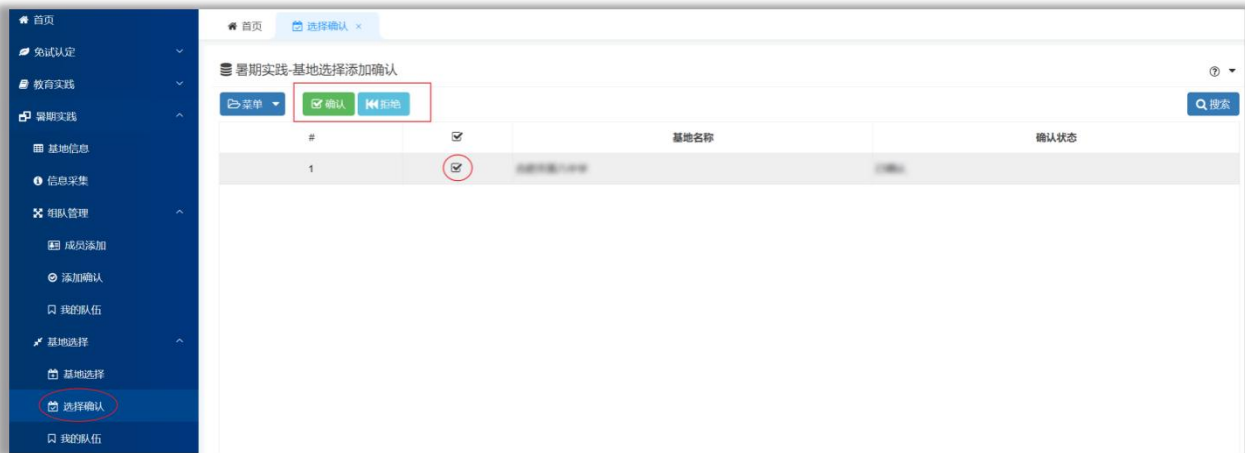 首页
免试认定
教育实践
暑期实践
基地信息
信息采集
组队管理
成员添加
添加确认
我的队伍
基地选择
基地选择
选择确认
我的队伍
首页 选择确认 ×
暑期实践-基地选择添加确认
菜单 确认 拒绝 搜索
# 基地名称 确认状态
1